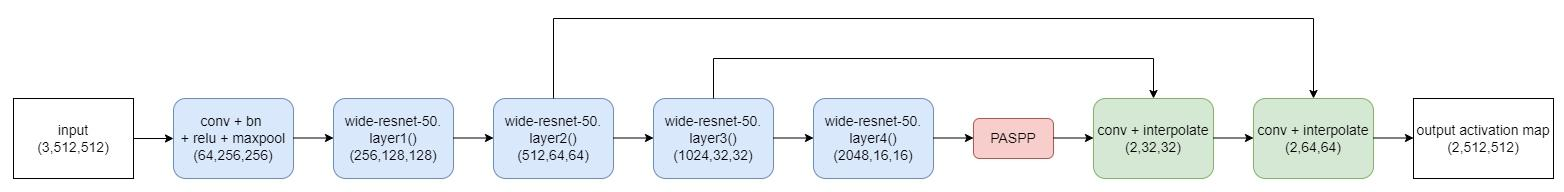 input
(3,512,512)
conv + bn
+ relu + maxpool
(64,256,256)
wide-resnet-50.
layer1()
(256,128,128)
wide-resnet-50.
layer2()
(512,64,64)
wide-resnet-50.
layer3()
(1024,32,32)
wide-resnet-50.
layer4()
(2048,16,16)
PASPP
conv + interpolate
(2,32,32)
conv + interpolate
(2,64,64)
output activation map
(2,512,512)